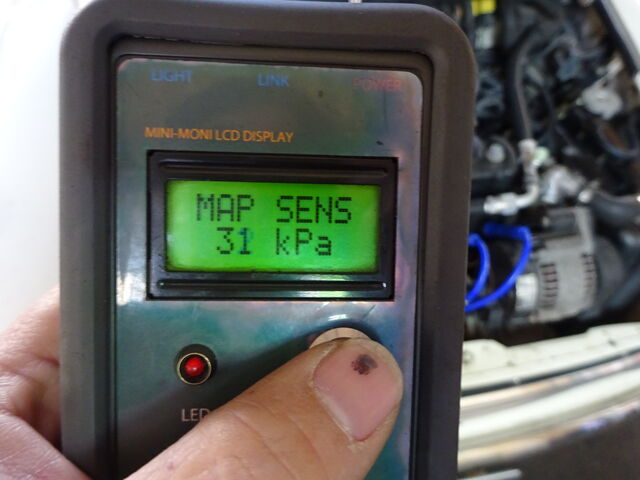 LIGHT LINK POWER
MINI-MONI LCD DISPLAY
MAP SENS
31 kPa
LED